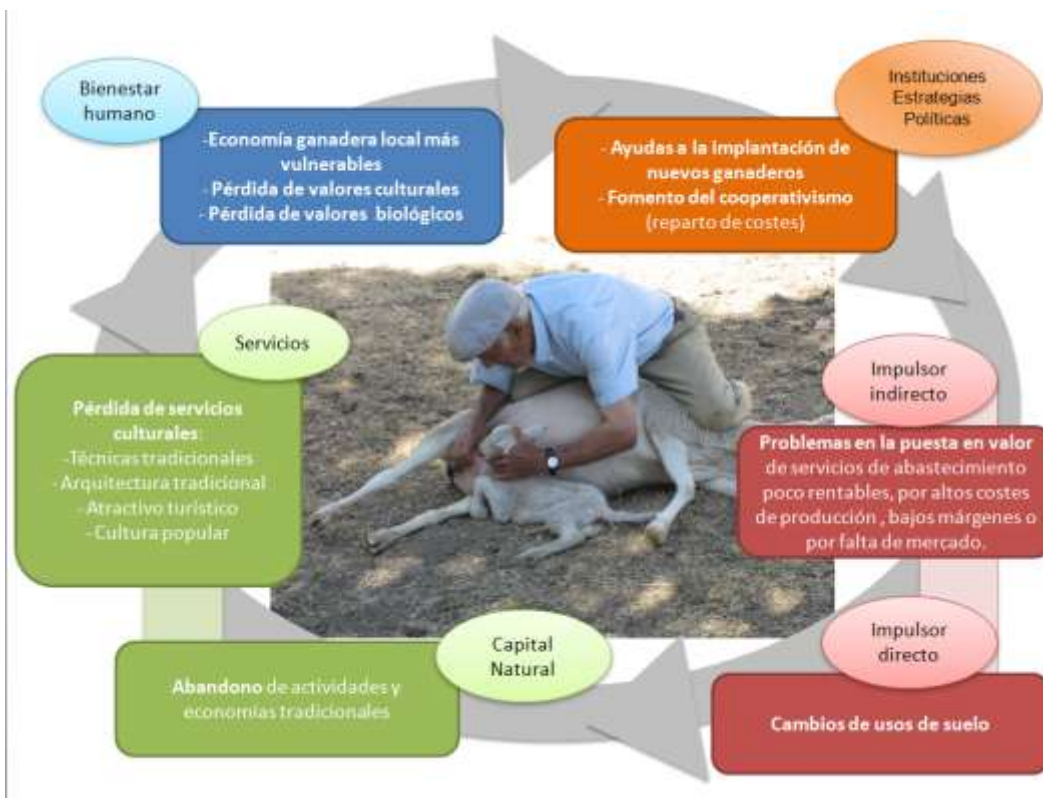 Bienestar
humano
-Economía ganadera local más
vulnerables
- Pérdida de valores culturales
- Pérdida de valores biológicos
Instituciones
Estrategias
Políticas
- Ayudas a la implantación de
nuevos ganaderos
- Fomento del cooperativismo
(reparto de costes)
Servicios
Pérdida de servicios
culturales:
-Técnicas tradicionales
- Arquitectura tradicional
- Atractivo turístico
- Cultura popular
Impulsor
indirecto
Problemas en la puesta en valor
de servicios de abastecimiento
poco rentables, por altos costes
de producción , bajos márgenes o
por falta de mercado.
Capital
Natural
Abandono de actividades y
economías tradicionales
Impulsor
directo
Cambios de usos de suelo